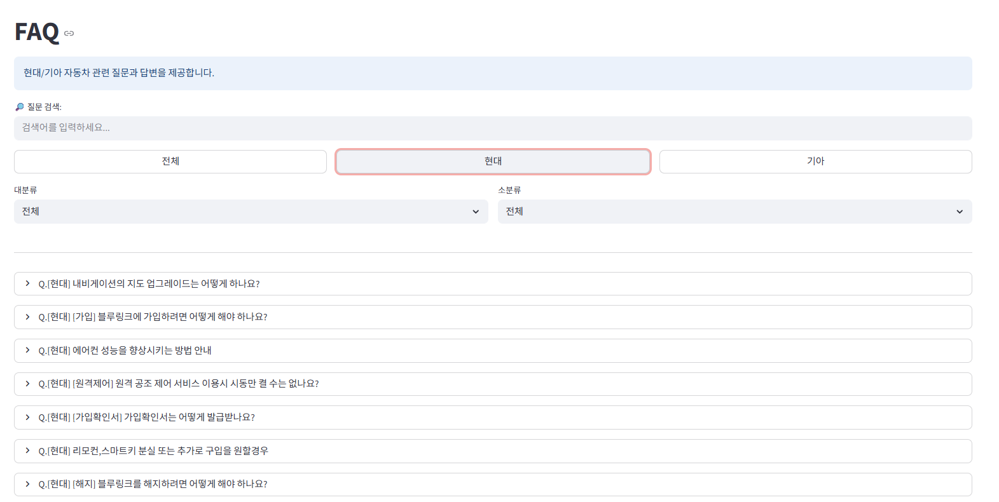 FAQ
현대/기아 자동차 관련 질문과 답변을 제공합니다.
질문 검색:
검색어를 입력하세요...
전체 현대 기아
대분류 소분류
전체 전체
Q.[현대] 내비게이션의 지도 업그레이드는 어떻게 하나요?
Q.[현대] [가입] 블루링크에 가입하려면 어떻게 해야 하나요?
Q.[현대] 에어컨 성능을 향상시키는 방법 안내
Q.[현대] [원격제어] 원격 공조 제어 서비스 이용시 시동만 켤 수는 없나요?
Q.[현대] [가입확인서] 가입확인서는 어떻게 발급받나요?
Q.[현대] 리모컨,스마트키 분실 또는 추가로 구입을 원할경우
Q.[현대] [해지] 블루링크를 해지하려면 어떻게 해야 하나요?